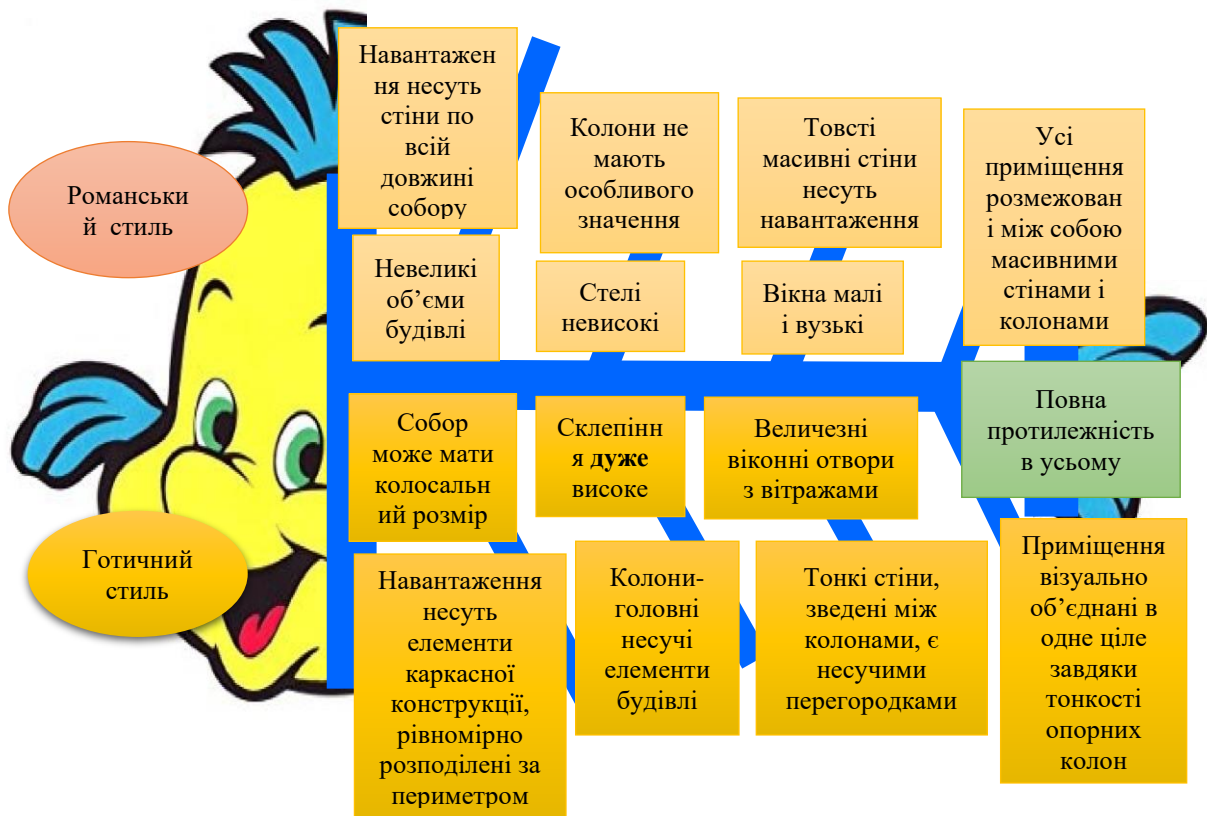 Навантажен
ня несуть
стіни по
всій
довжині
собору
Колони не
мають
особливого
значення
Товсті
масивні стіни
несуть
навантаження
Усі
приміщення
розмежован
і між собою
масивними
стінами і
колонами
Романськи
й стиль
Невеликі
об’єми
будівлі
Стелі
невисокі
Вікна малі
і вузькі
Повна
протилежність
в усьому
Собор
може мати
колосальн
ий розмір
Склепінн
я дуже
високе
Величезні
віконні отвори
з вітражами
Готичний
стиль
Навантаження
несуть
елементи
каркасної
конструкції,
рівномірно
розподілені за
периметром
Колони-
головні
несучі
елементи
будівлі
Тонкі стіни,
зведені між
колонами, є
несучими
перегородками
Приміщення
візуально
об’єднані в
одне ціле
завдяки
тонкості
опорних
колон